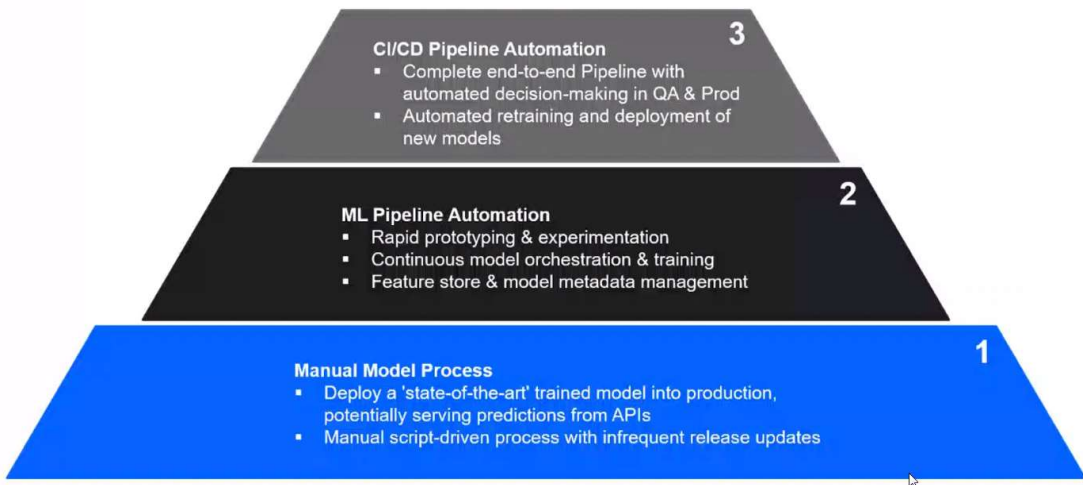 3
CI/CD Pipeline Automation
▪ Complete end-to-end Pipeline with
automated decision-making in QA & Prod
▪ Automated retraining and deployment of
new models
2
ML Pipeline Automation
▪ Rapid prototyping & experimentation
▪ Continuous model orchestration & training
▪ Feature store & model metadata management
1
Manual Model Process
▪ Deploy a 'state-of-the-art' trained model into production,
potentially serving predictions from APIs
▪ Manual script-driven process with infrequent release updates